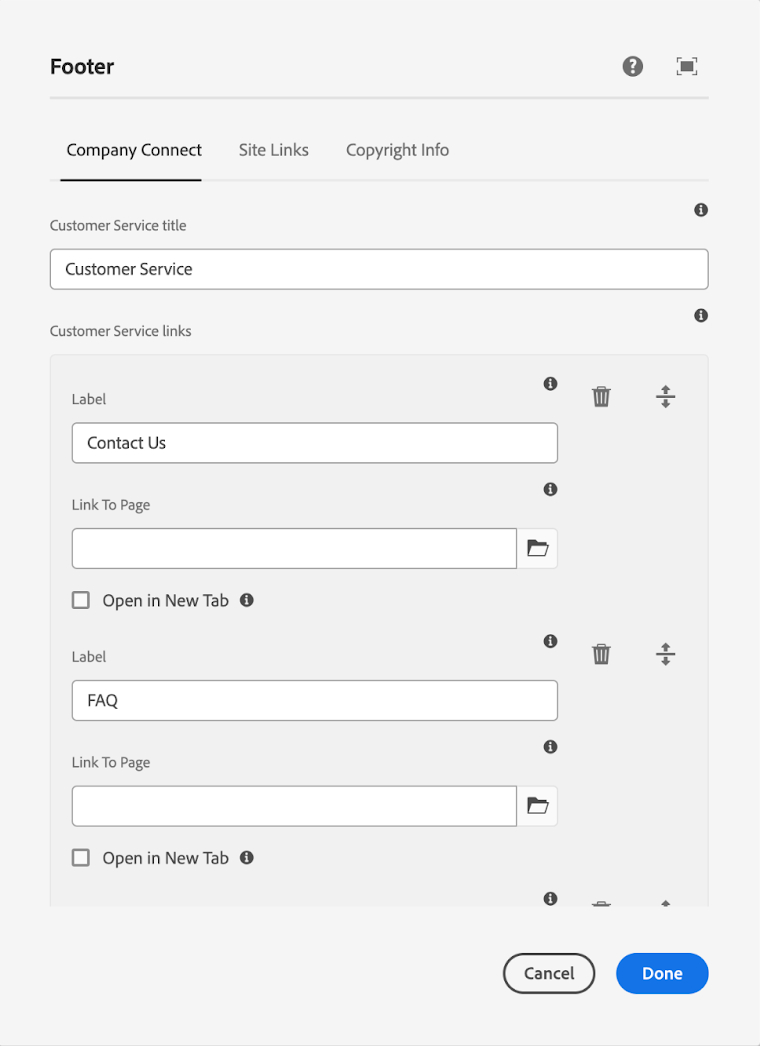 Footer
Company Connect Site Links Copyright Info
Customer Service title
Customer Service
Customer Service links
Label
Contact Us
Link To Page
Open in New Tab
Label
FAQ
Link To Page
Open in New Tab
Cancel Done